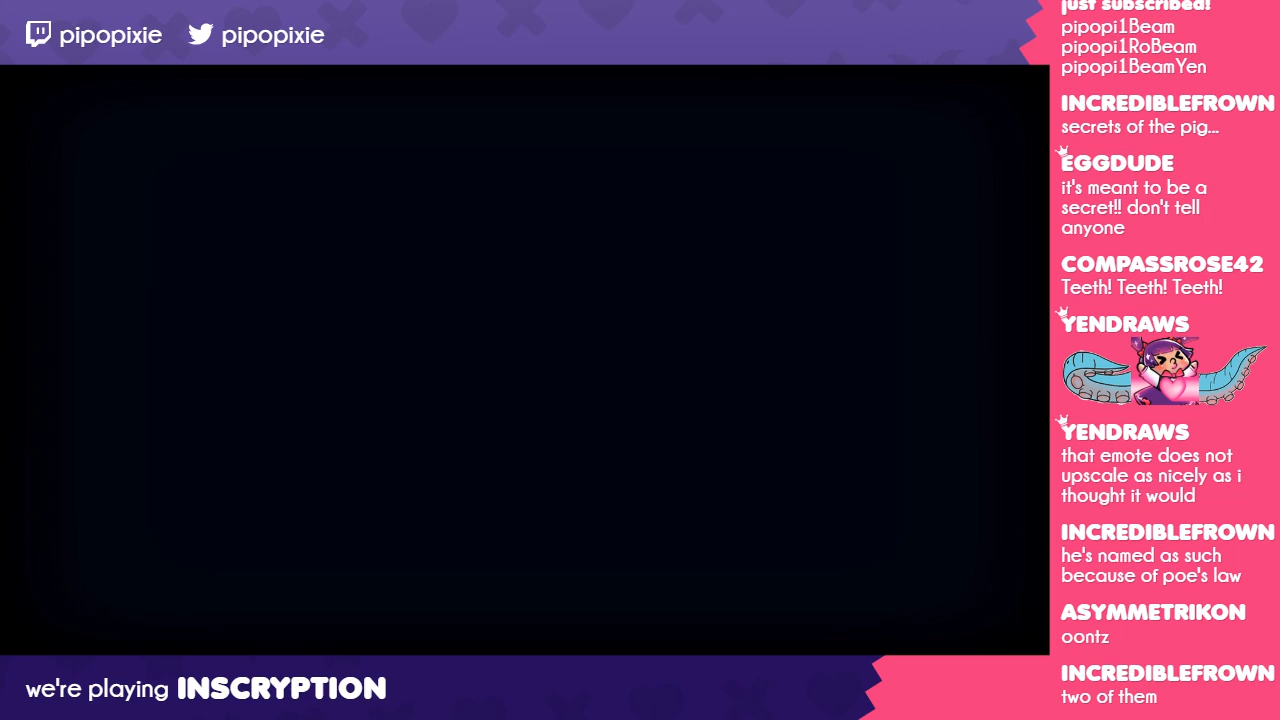 pipopixie pipopixie
just subscribed!
pipopi1Beam
pipopi1RoBeam
pipopi1BeamYen
INCREDIBLEFROWN
secrets of the pig...
EGGDUDE
it's meant to be a
secret!! don't tell
anyone
COMPASSROSE42
Teeth! Teeth! Teeth!
YENDRAWS
YENDRAWS
that emote does not
upscale as nicely as i
thought it would
INCREDIBLEFROWN
he's named as such
because of poe's law
ASYMMETRIKON
oontz
INCREDIBLEFROWN
two of them
we're playing INSCRYPTION